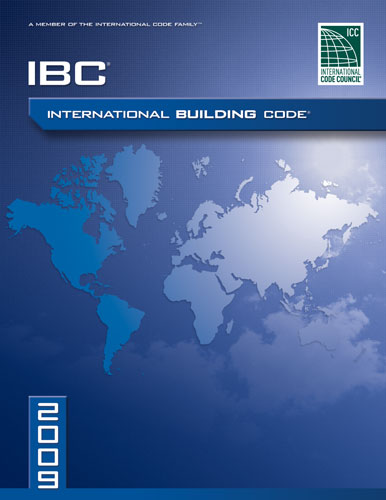 A MEMBER OF THE INTERNATIONAL CODE FAMILY™
ICC
INTERNATIONAL
CODE COUNCIL®
IBC®
INTERNATIONAL BUILDING CODE®
2009